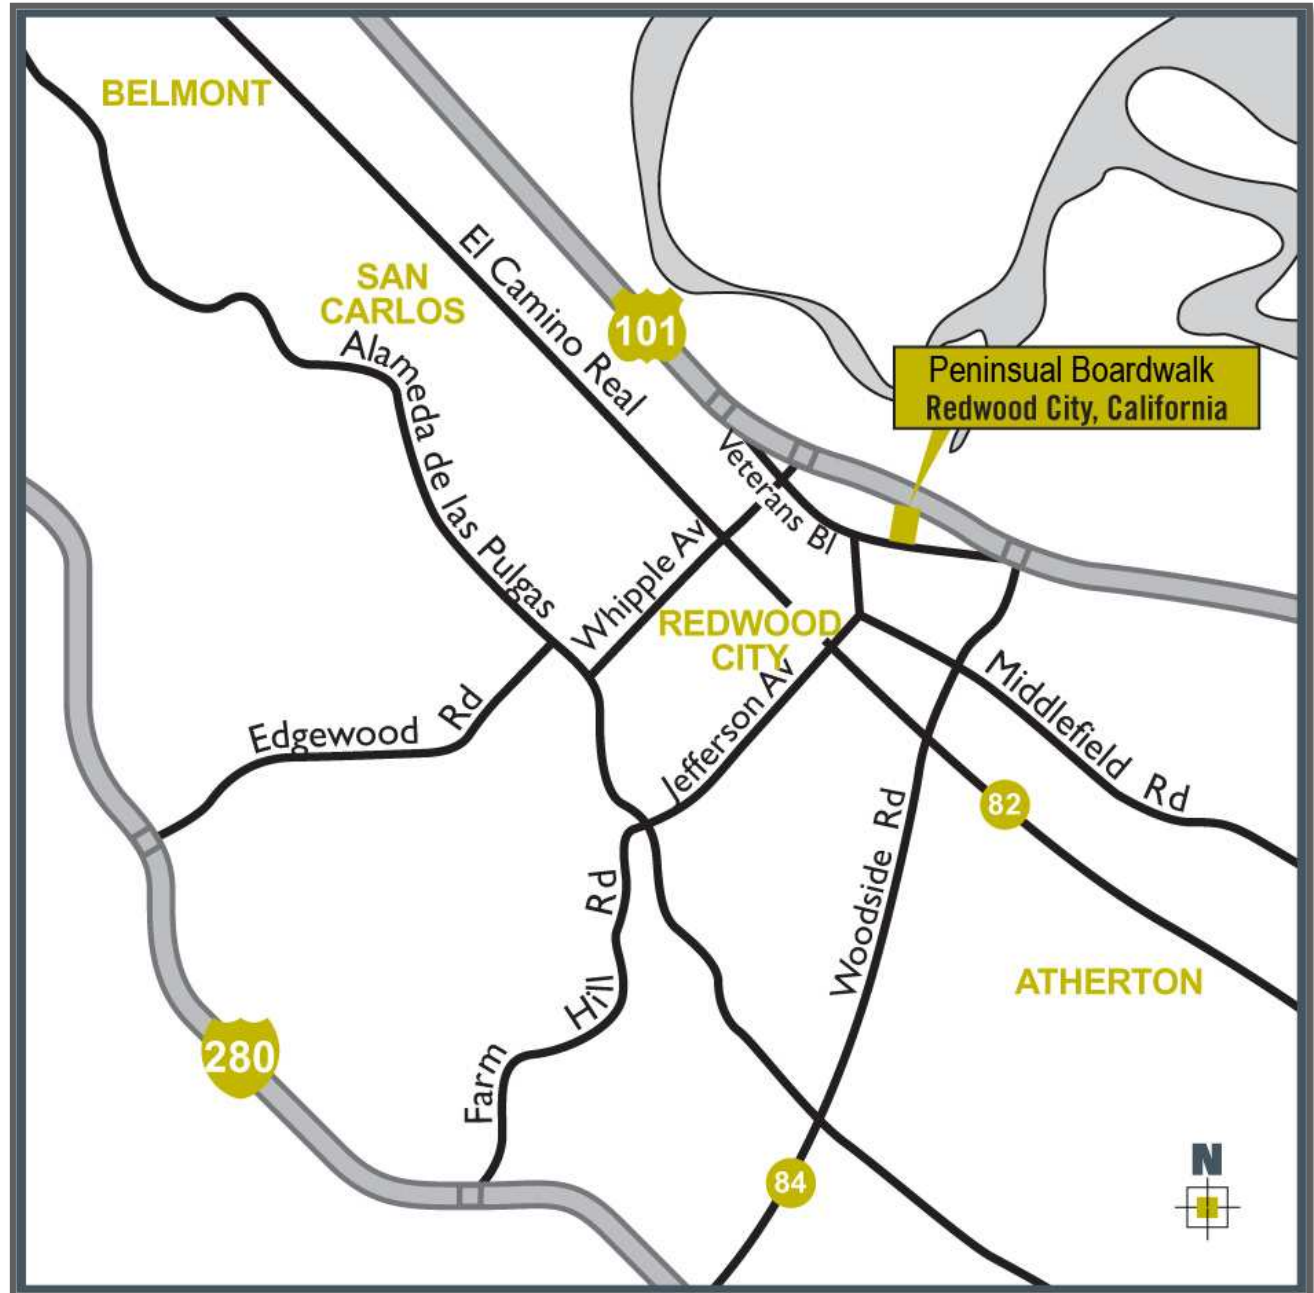 BELMONT
SAN
CARLOS
El Camino Real
101
Alameda de las Pulgas
Peninsual Boardwalk
Redwood City, California
Veterans Bl
Whipple Av
REDWOOD
CITY
Edgewood Rd
Jefferson Av
Middlefield Rd
82
Woodside Rd
Farm Hill Rd
ATHERTON
280
84
N